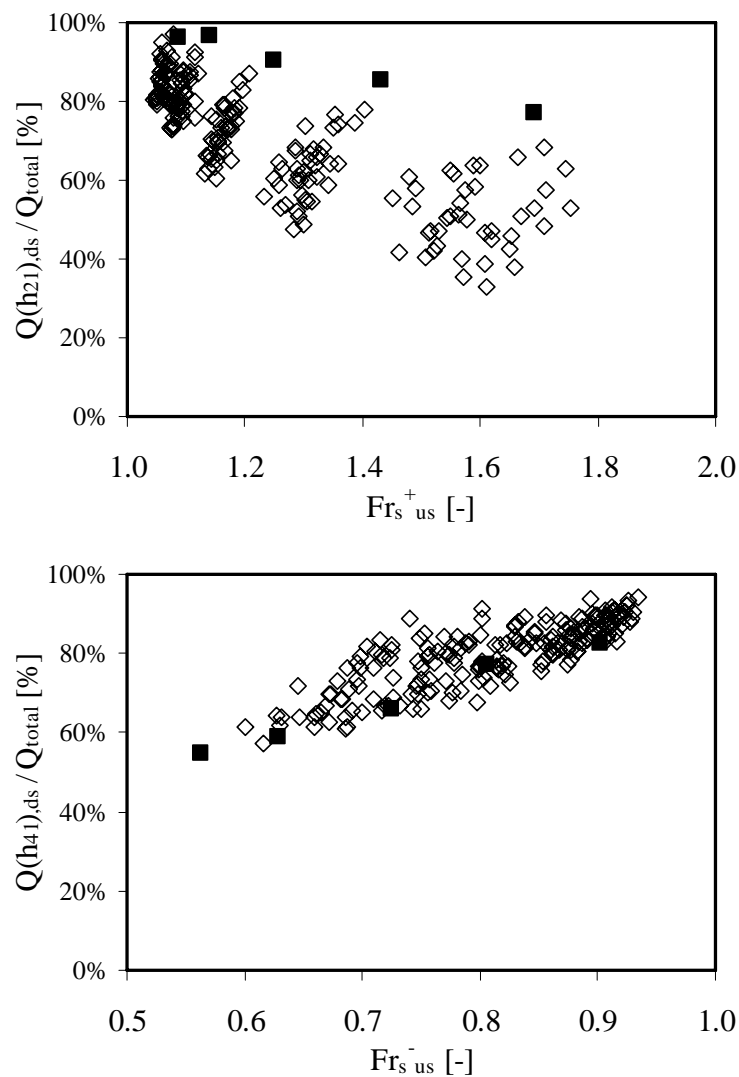 100%
80%
60%
40%
20%
0%
Q(h21),ds / Qtotal [%]
1.0 1.2 1.4 1.6 1.8 2.0
Frs+us [-]
100%
80%
60%
40%
20%
0%
Q(h41),ds / Qtotal [%]
0.5 0.6 0.7 0.8 0.9 1.0
Frs-us [-]